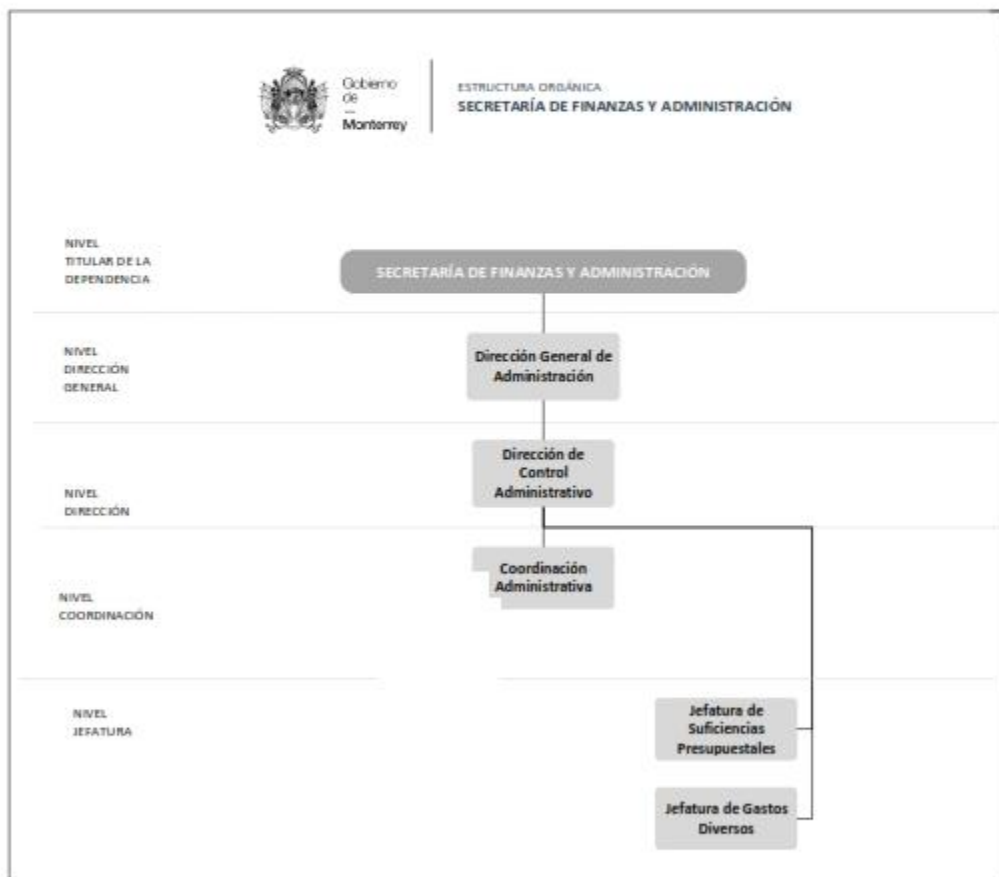 Gobierno
de
—
Monterrey
ESTRUCTURA ORGÁNICA
SECRETARÍA DE FINANZAS Y ADMINISTRACIÓN
NIVEL
TITULAR DE LA
DEPENDENCIA
SECRETARÍA DE FINANZAS Y ADMINISTRACIÓN
NIVEL
DIRECCIÓN
GENERAL
Dirección General de
Administración
NIVEL
DIRECCIÓN
Dirección de
Control
Administrativo
NIVEL
COORDINACIÓN
Coordinación
Administrativa
NIVEL
JEFATURA
Jefatura de
Suficiencias
Presupuestales
Jefatura de Gastos
Diversos